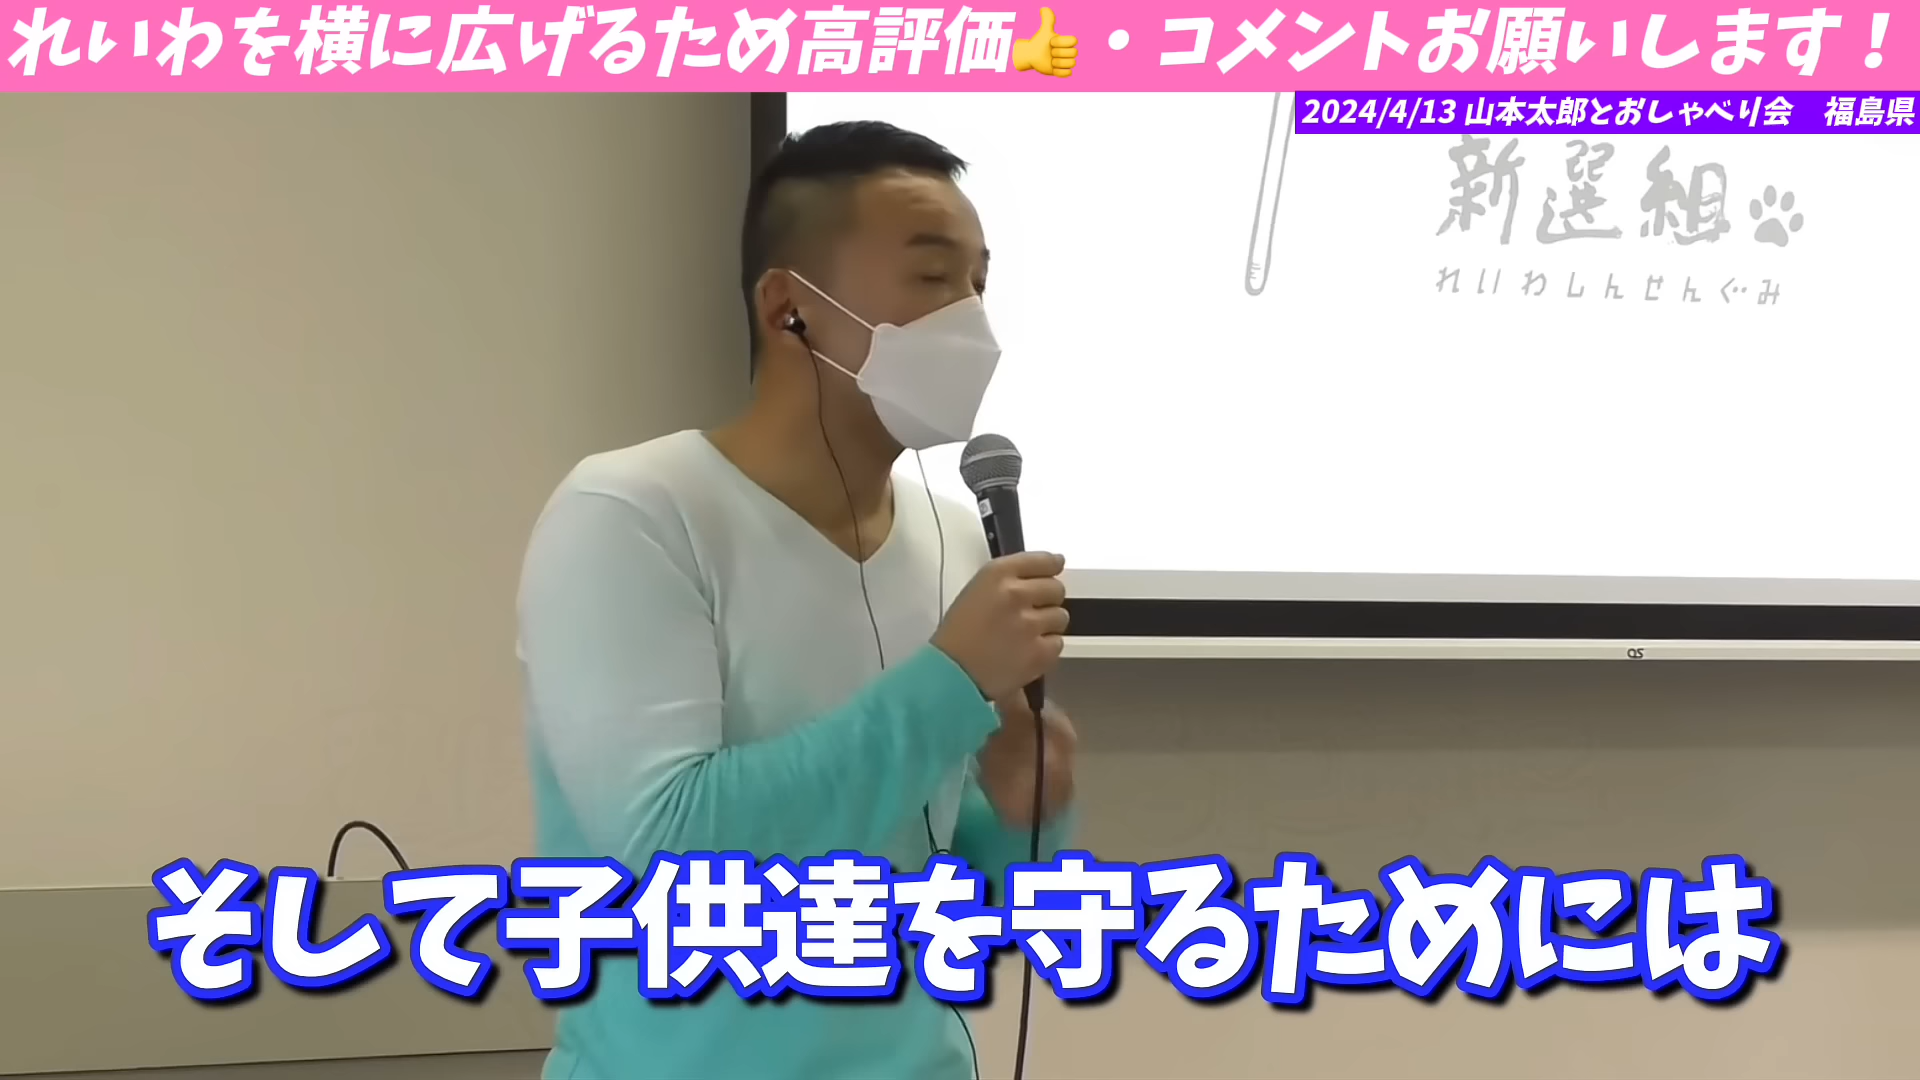 れいわを横に広げるため高評価👍・コメントお願いします！
2024/4/13 山本太郎とおしゃべり会　福島県
新選組
れいわしんせんぐみ
OS
そして子供達を守るためには